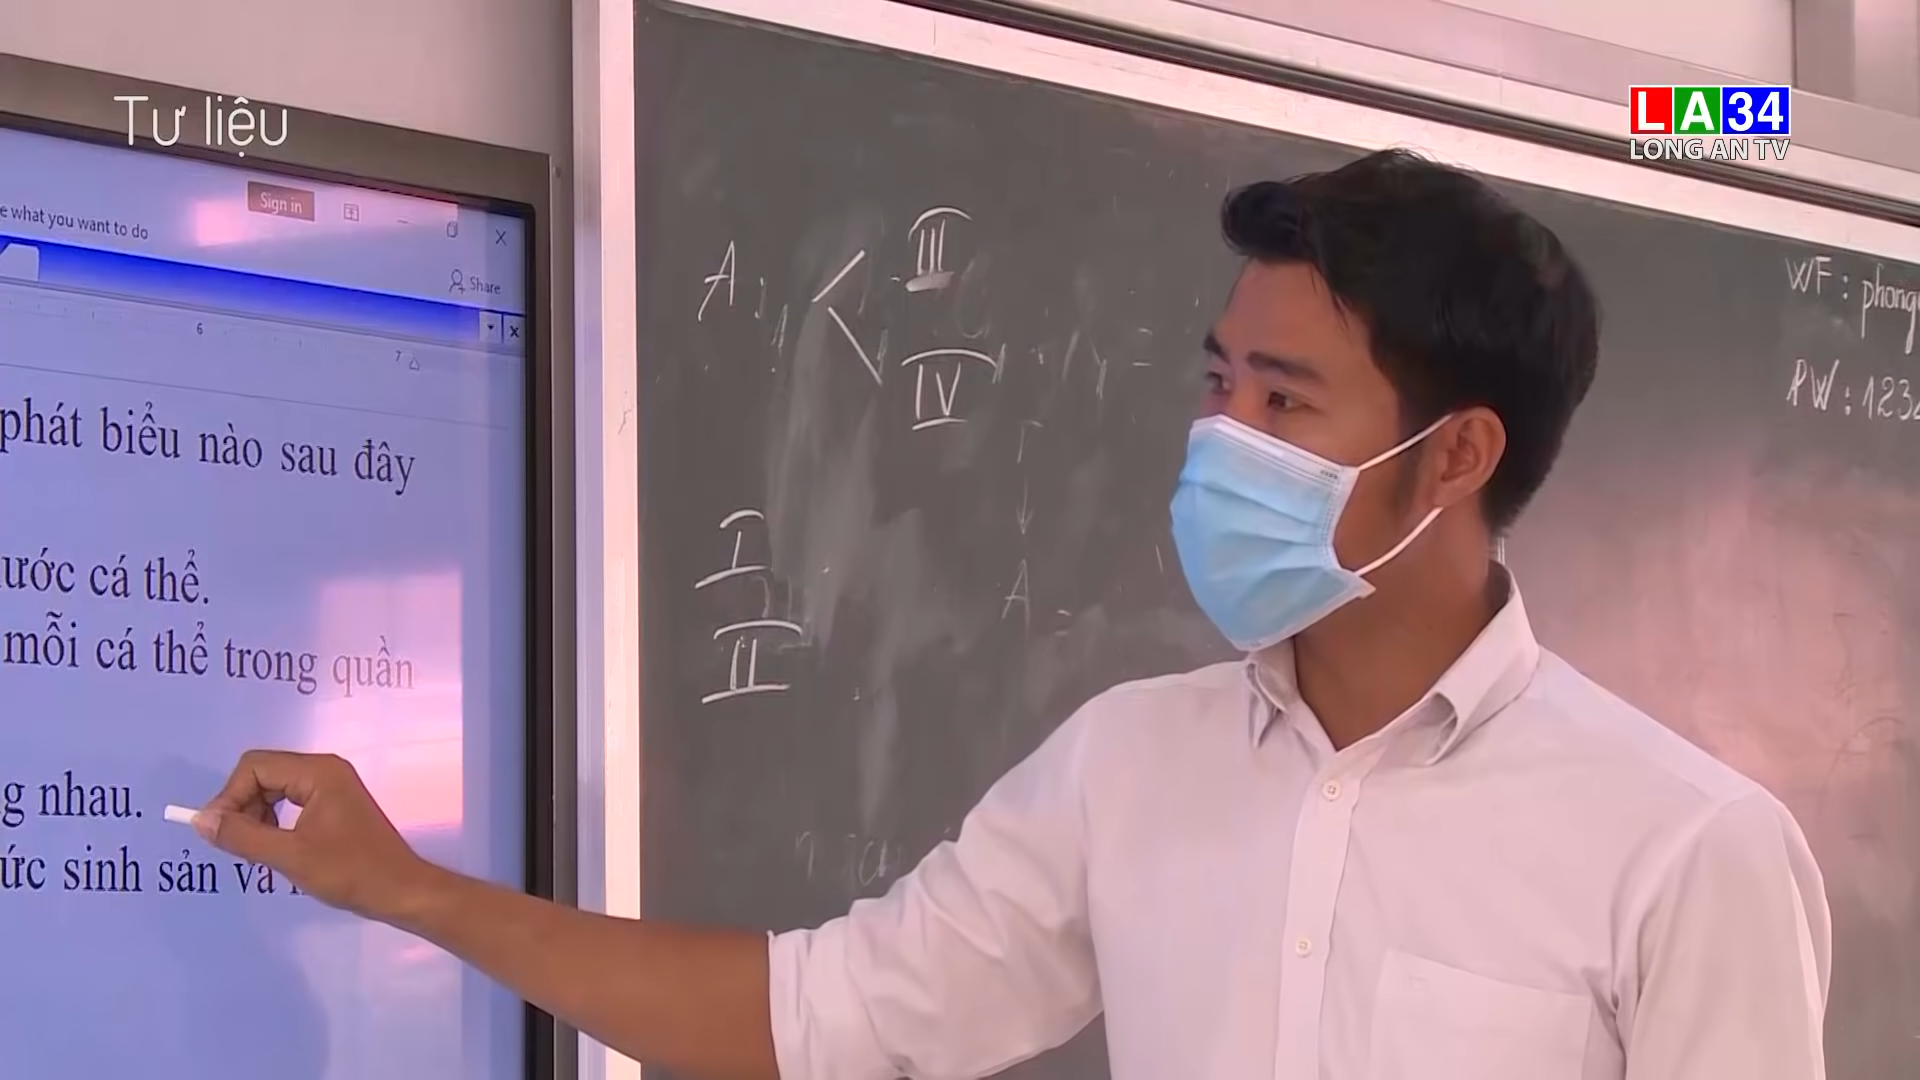 Tư liệu
LA34
LONG AN TV
Sign in
e what you want to do
Share
6
7
phát biểu nào sau đây
ước cá thể.
mỗi cá thể trong quần
g nhau.
ức sinh sản và
A
III
IV
I
II
A =
WF : phong
PW : 123